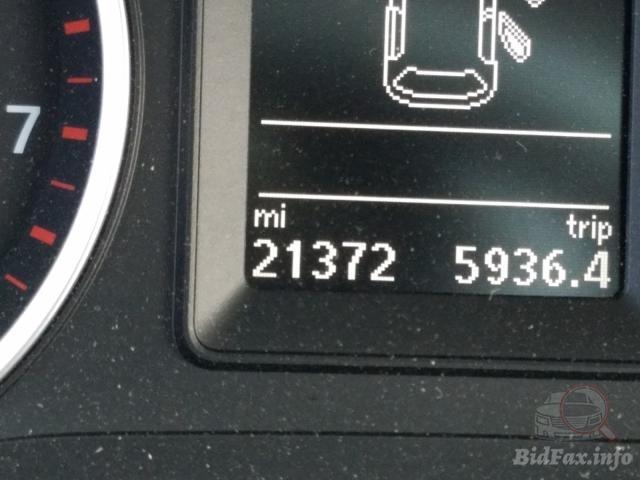 7
mi trip
21372 5936.4
BidFax.info